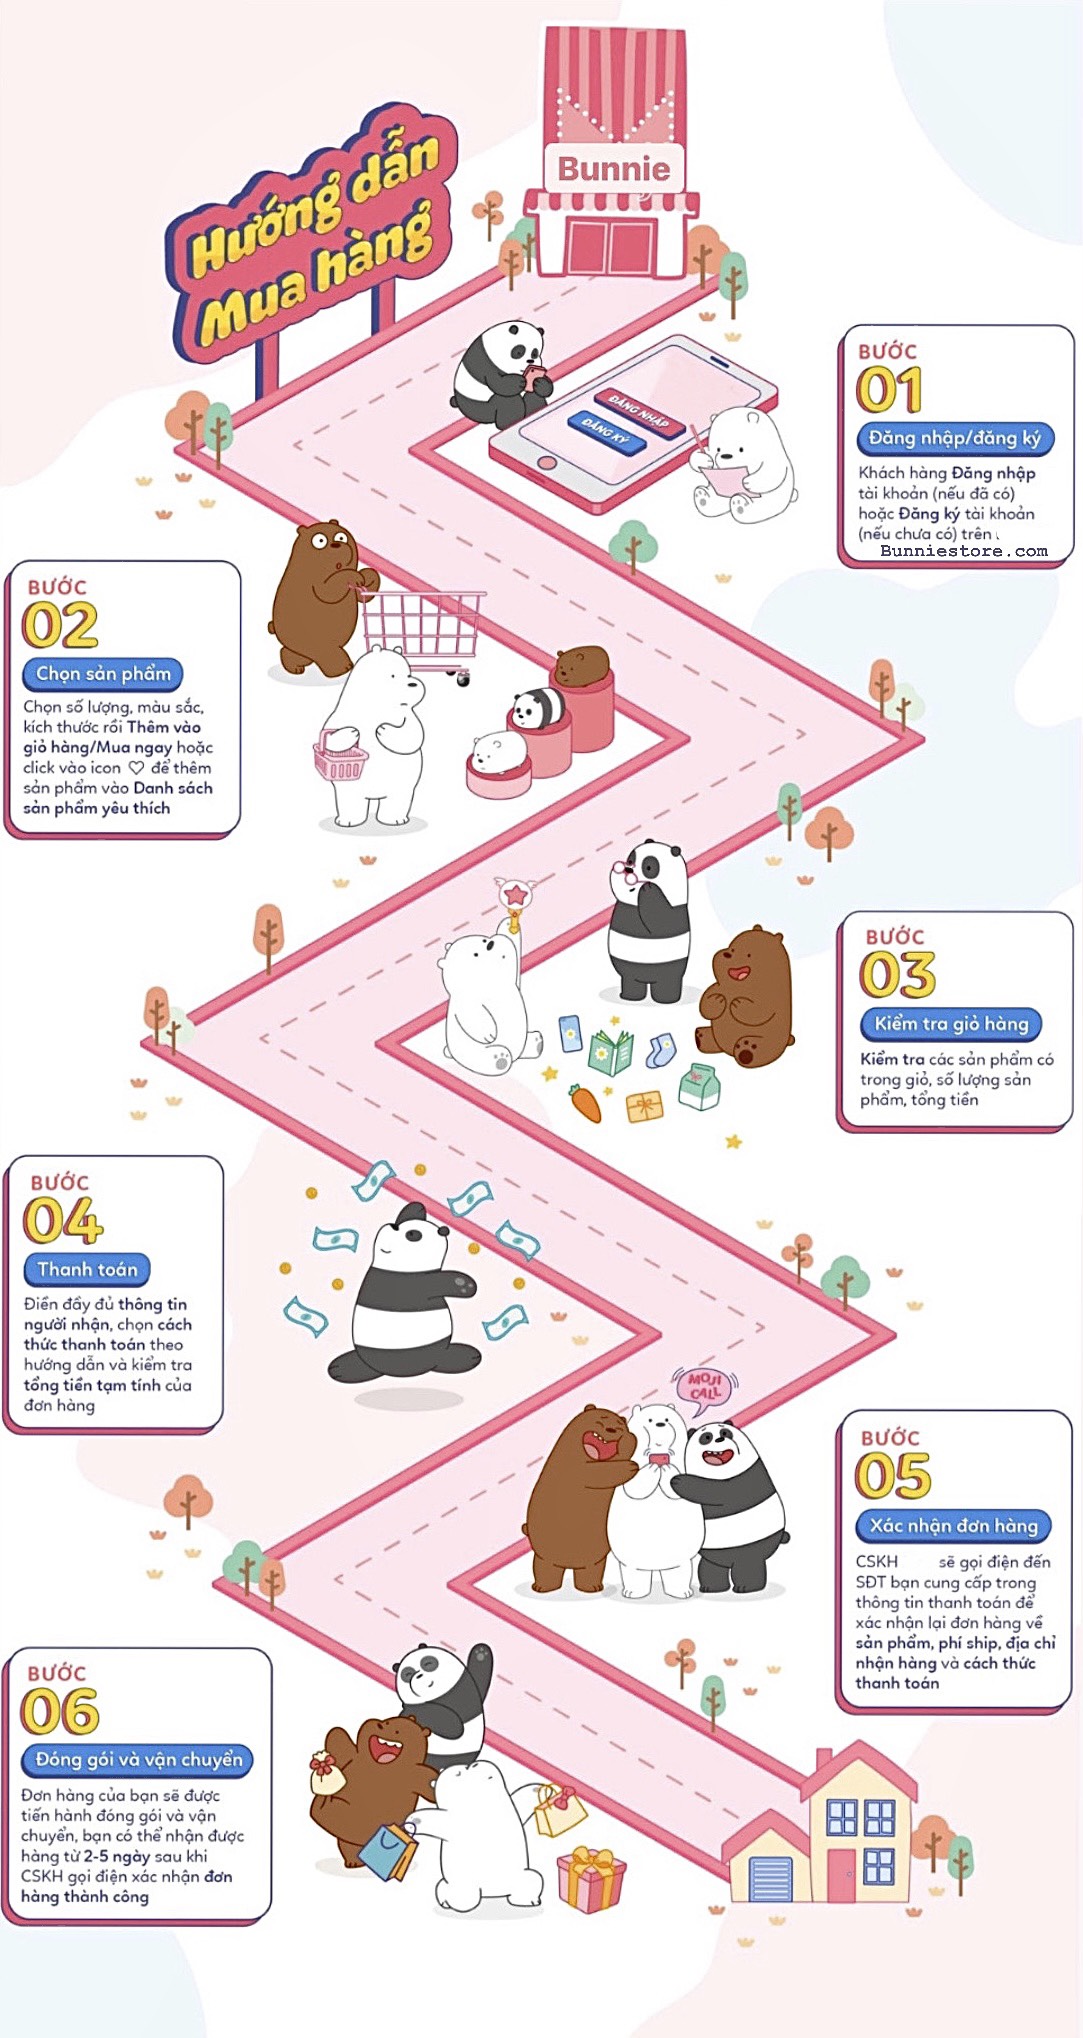 Bunnie
Hướng dẫn
Mua hàng
ĐĂNG NHẬP
ĐĂNG KÝ
BƯỚC
01
Đăng nhập/đăng ký
Khách hàng Đăng nhập
tài khoản (nếu đã có)
hoặc Đăng ký tài khoản
(nếu chưa có) trên
Bunniestore.com
BƯỚC
02
Chọn sản phẩm
Chọn số lượng, màu sắc,
kích thước rồi Thêm vào
giỏ hàng/Mua ngay hoặc
click vào icon ♡ để thêm
sản phẩm vào Danh sách
sản phẩm yêu thích
BƯỚC
03
Kiểm tra giỏ hàng
Kiểm tra các sản phẩm có
trong giỏ, số lượng sản
phẩm, tổng tiền
BƯỚC
04
Thanh toán
Điền đầy đủ thông tin
người nhận, chọn cách
thức thanh toán theo
hướng dẫn và kiểm tra
tổng tiền tạm tính của
đơn hàng
MOJI
CALL
BƯỚC
05
Xác nhận đơn hàng
CSKH sẽ gọi điện đến
SĐT bạn cung cấp trong
thông tin thanh toán để
xác nhận lại đơn hàng về
sản phẩm, phí ship, địa chỉ
nhận hàng và cách thức
thanh toán
BƯỚC
06
Đóng gói và vận chuyển
Đơn hàng của bạn sẽ được
tiến hành đóng gói và vận
chuyển, bạn có thể nhận được
hàng từ 2-5 ngày sau khi
CSKH gọi điện xác nhận đơn
hàng thành công